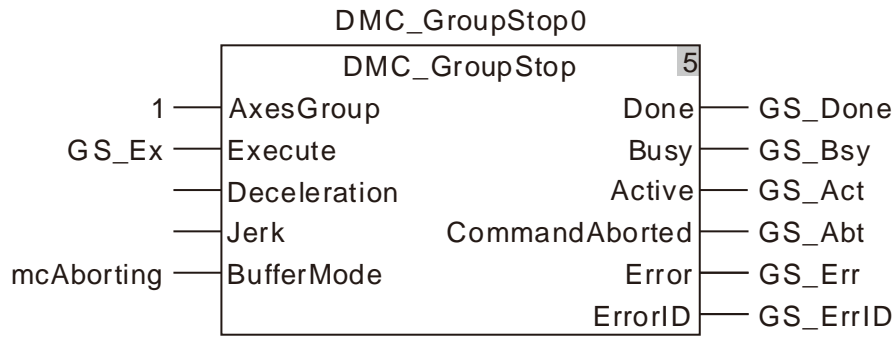 DMC_GroupStop0
DMC_GroupStop 5
1 AxesGroup Done GS_Done
GS_Ex Execute Busy GS_Bsy
Deceleration Active GS_Act
Jerk CommandAborted GS_Abt
mcAborting BufferMode Error GS_Err
ErrorID GS_ErrID